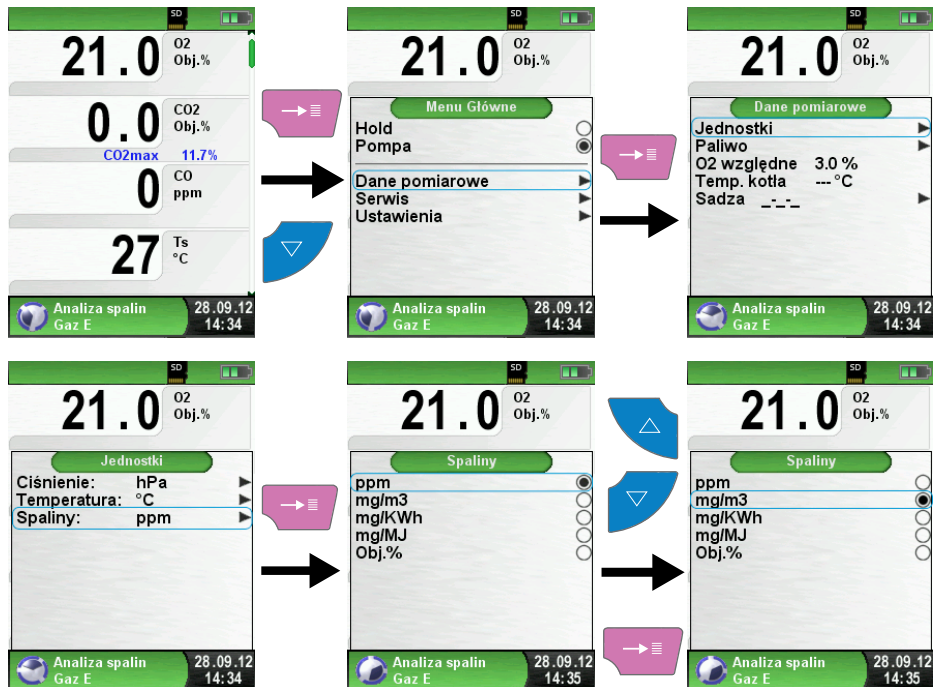 SD
21.0 O2 Obj.%
0.0 CO2 Obj.%
CO2max 11.7%
0 CO ppm
27 Ts °C
Analiza spalin 28.09.12
Gaz E 14:34
SD
21.0 O2 Obj.%
Menu Główne
Hold
Pompa
Dane pomiarowe
Serwis
Ustawienia
Analiza spalin 28.09.12
Gaz E 14:34
SD
21.0 O2 Obj.%
Dane pomiarowe
Jednostki
Paliwo
O2 względne 3.0 %
Temp. kotła --- °C
Sadza _-_-_
Analiza spalin 28.09.12
Gaz E 14:34
SD
21.0 O2 Obj.%
Jednostki
Ciśnienie: hPa
Temperatura: °C
Spaliny: ppm
Analiza spalin 28.09.12
Gaz E 14:34
SD
21.0 O2 Obj.%
Spaliny
ppm
mg/m3
mg/KWh
mg/MJ
Obj.%
Analiza spalin 28.09.12
Gaz E 14:35
SD
21.0 O2 Obj.%
Spaliny
ppm
mg/m3
mg/KWh
mg/MJ
Obj.%
Analiza spalin 28.09.12
Gaz E 14:35